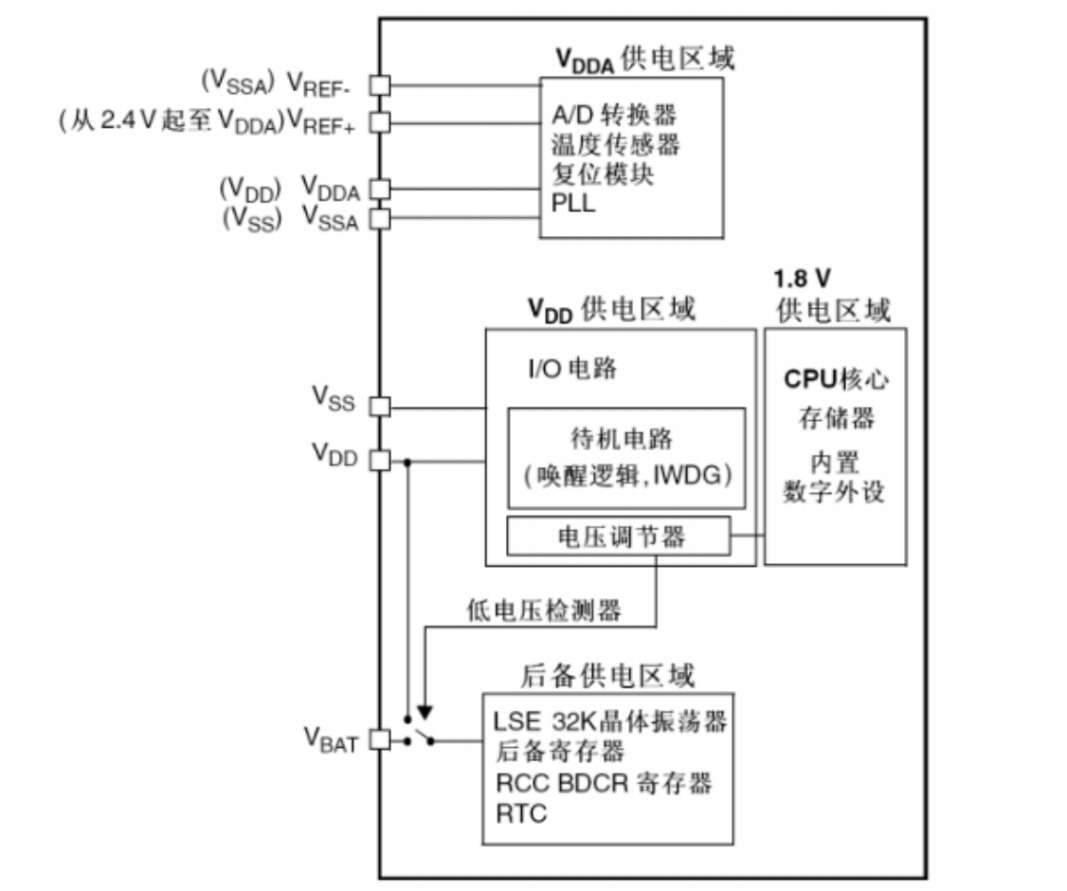 VDDA 供电区域
(VSSA) VREF-
(从 2.4 V 起至 VDDA)VREF+
(VDD) VDDA
(VSS) VSSA
A/D 转换器
温度传感器
复位模块
PLL
VDD 供电区域
1.8 V
供电区域
I/O 电路
待机电路
(唤醒逻辑,IWDG)
电压调节器
CPU核心
存储器
内置
数字外设
VSS
VDD
低电压检测器
后备供电区域
VBAT
LSE 32K晶体振荡器
后备寄存器
RCC BDCR 寄存器
RTC